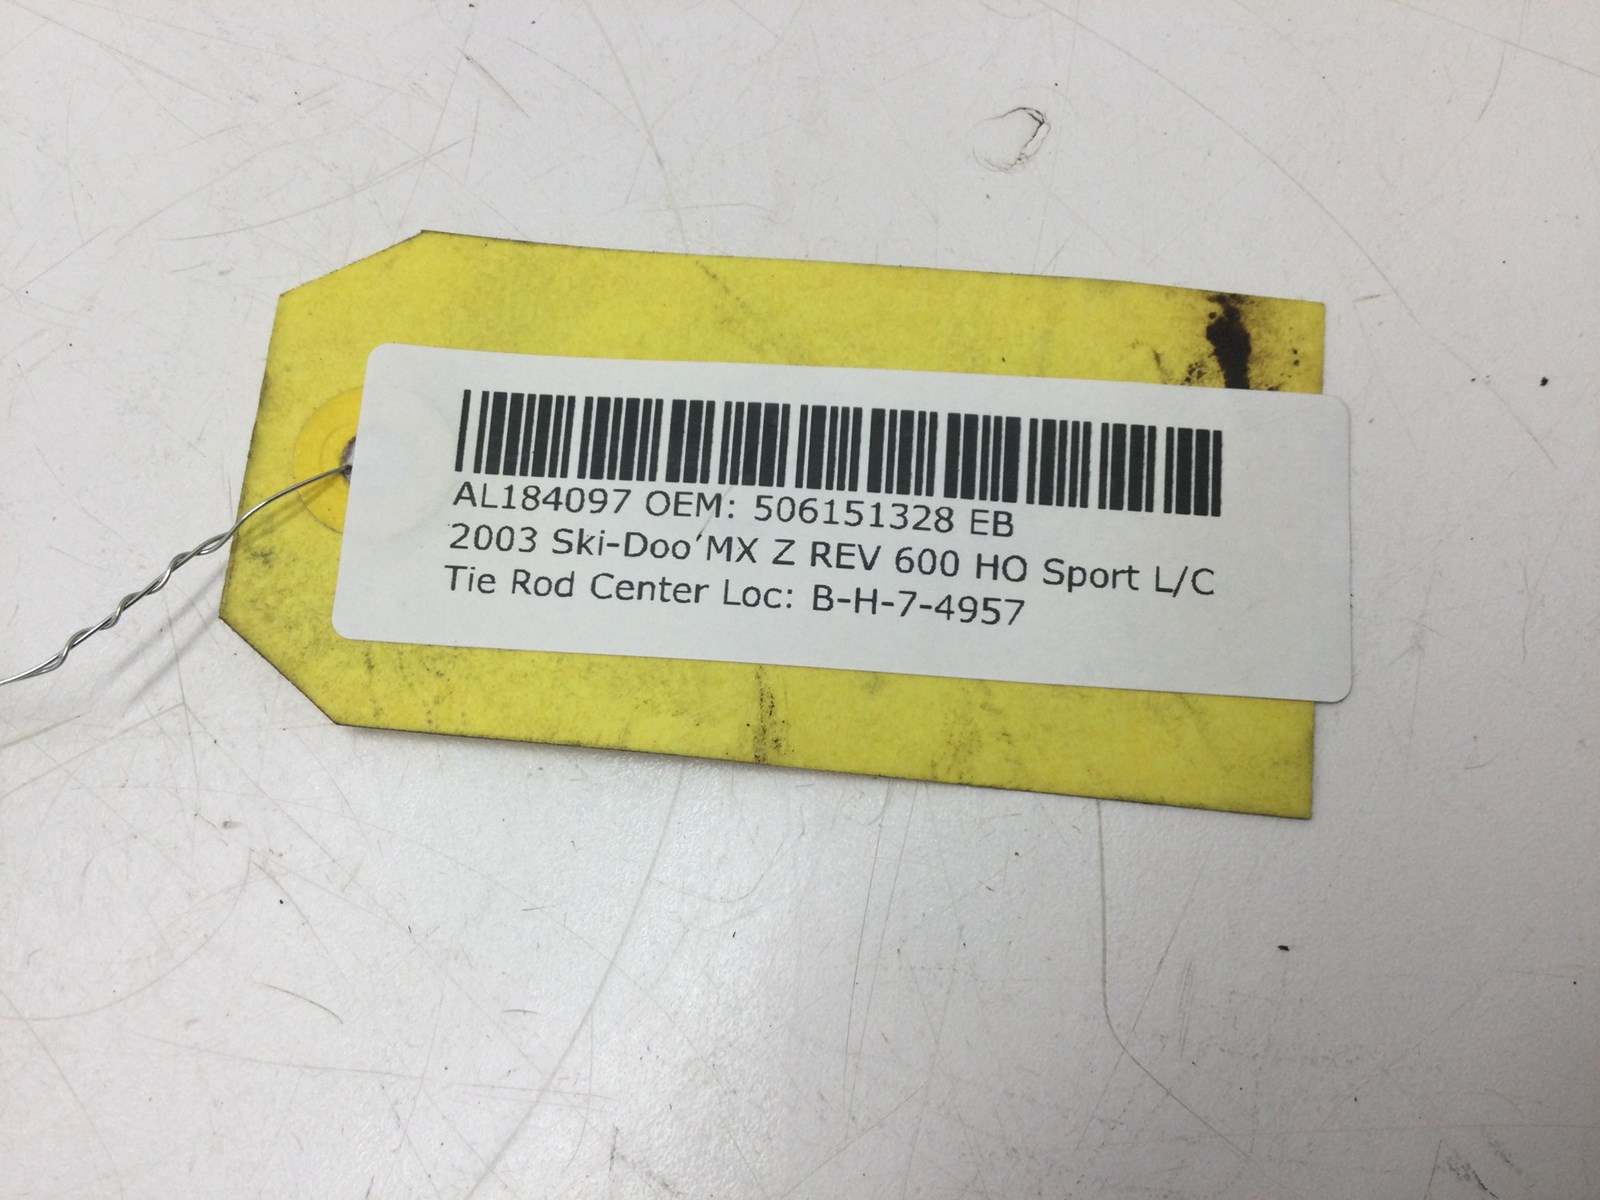 AL184097 OEM: 506151328 EB
2003 Ski-Doo MX Z REV 600 HO Sport L/C
Tie Rod Center Loc: B-H-7-4957